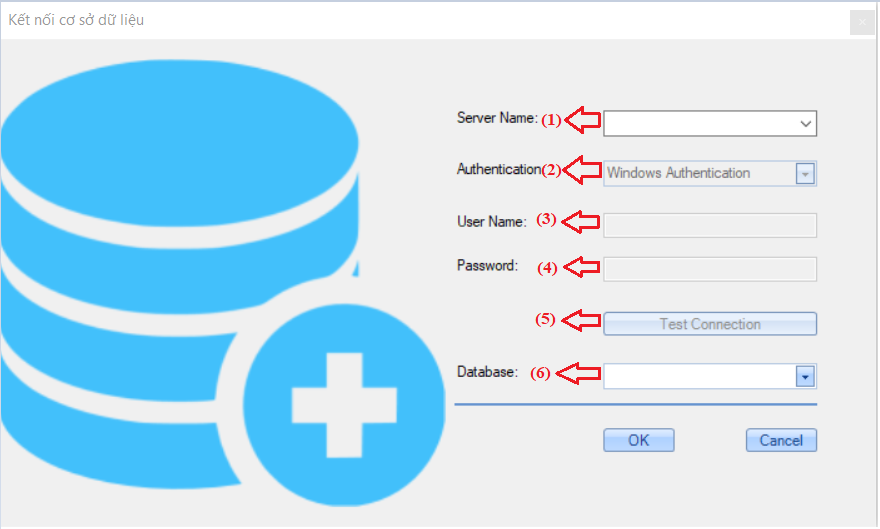 Kết nối cơ sở dữ liệu
Server Name: (1)
Authentication(2) Windows Authentication
User Name: (3)
Password: (4)
(5) Test Connection
Database: (6)
OK Cancel